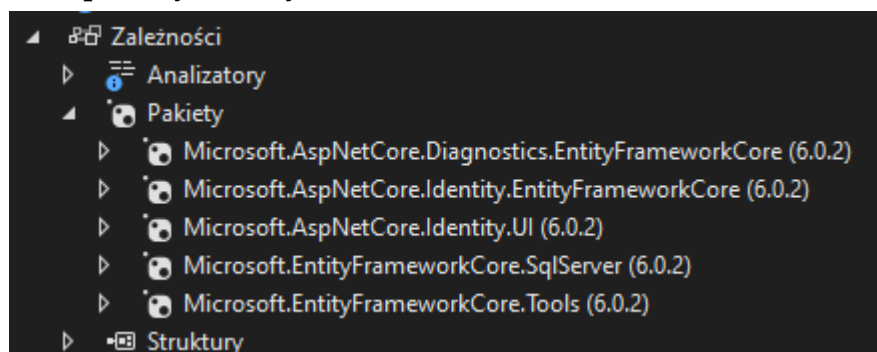 Zależności
Analizatory
Pakiety
Microsoft.AspNetCore.Diagnostics.EntityFrameworkCore (6.0.2)
Microsoft.AspNetCore.Identity.EntityFrameworkCore (6.0.2)
Microsoft.AspNetCore.Identity.UI (6.0.2)
Microsoft.EntityFrameworkCore.SqlServer (6.0.2)
Microsoft.EntityFrameworkCore.Tools (6.0.2)
Struktury